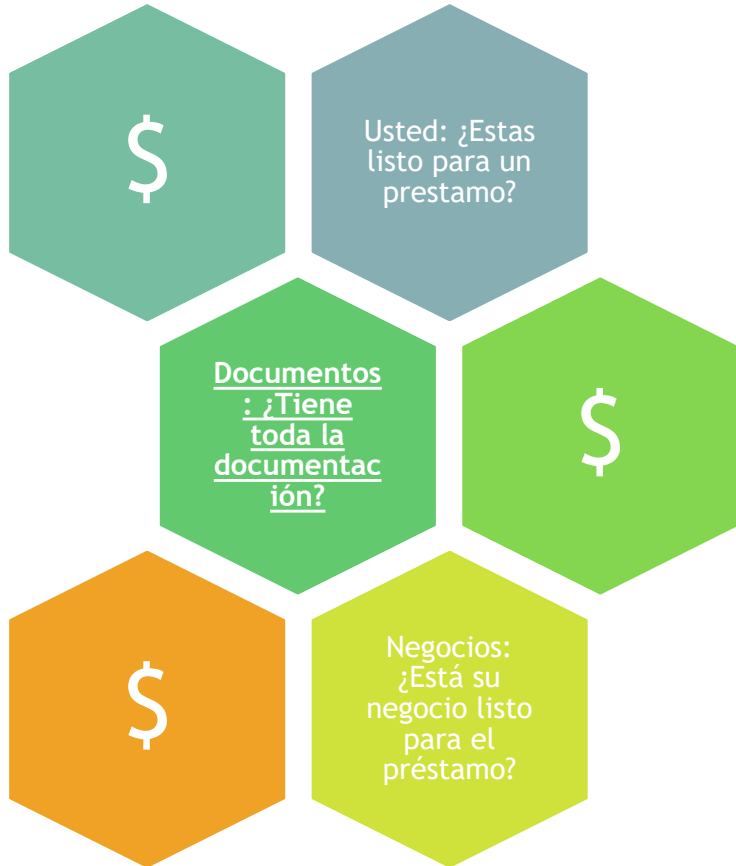 $
Usted: ¿Estas
listo para un
prestamo?
Documentos
: ¿Tiene
toda la
documentac
ión?
$
$
Negocios:
¿Está su
negocio listo
para el
préstamo?